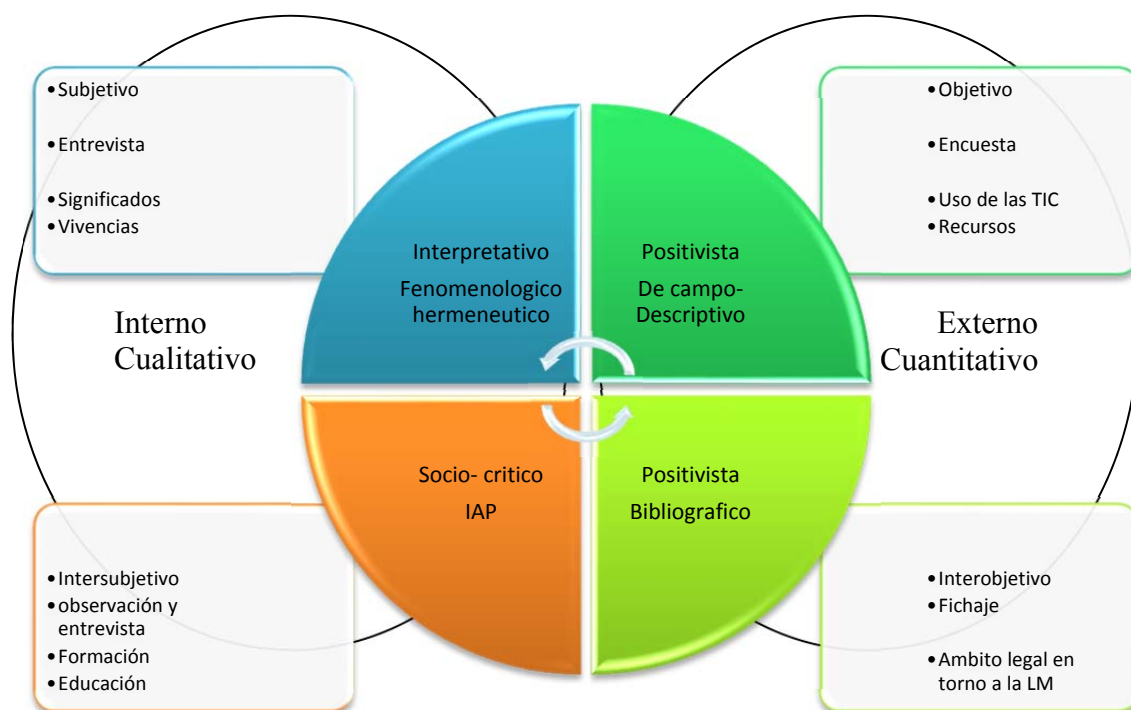 •Subjetivo
•Entrevista
•Significados
•Vivencias
•Objetivo
•Encuesta
•Uso de las TIC
•Recursos
Interpretativo
Fenomenologico
hermeneutico
Positivista
De campo-
Descriptivo
Interno
Cualitativo
Externo
Cuantitativo
Socio- critico
IAP
Positivista
Bibliografico
•Intersubjetivo
•observación y
entrevista
•Formación
•Educación
•Interobjetivo
•Fichaje
•Ambito legal en
torno a la LM